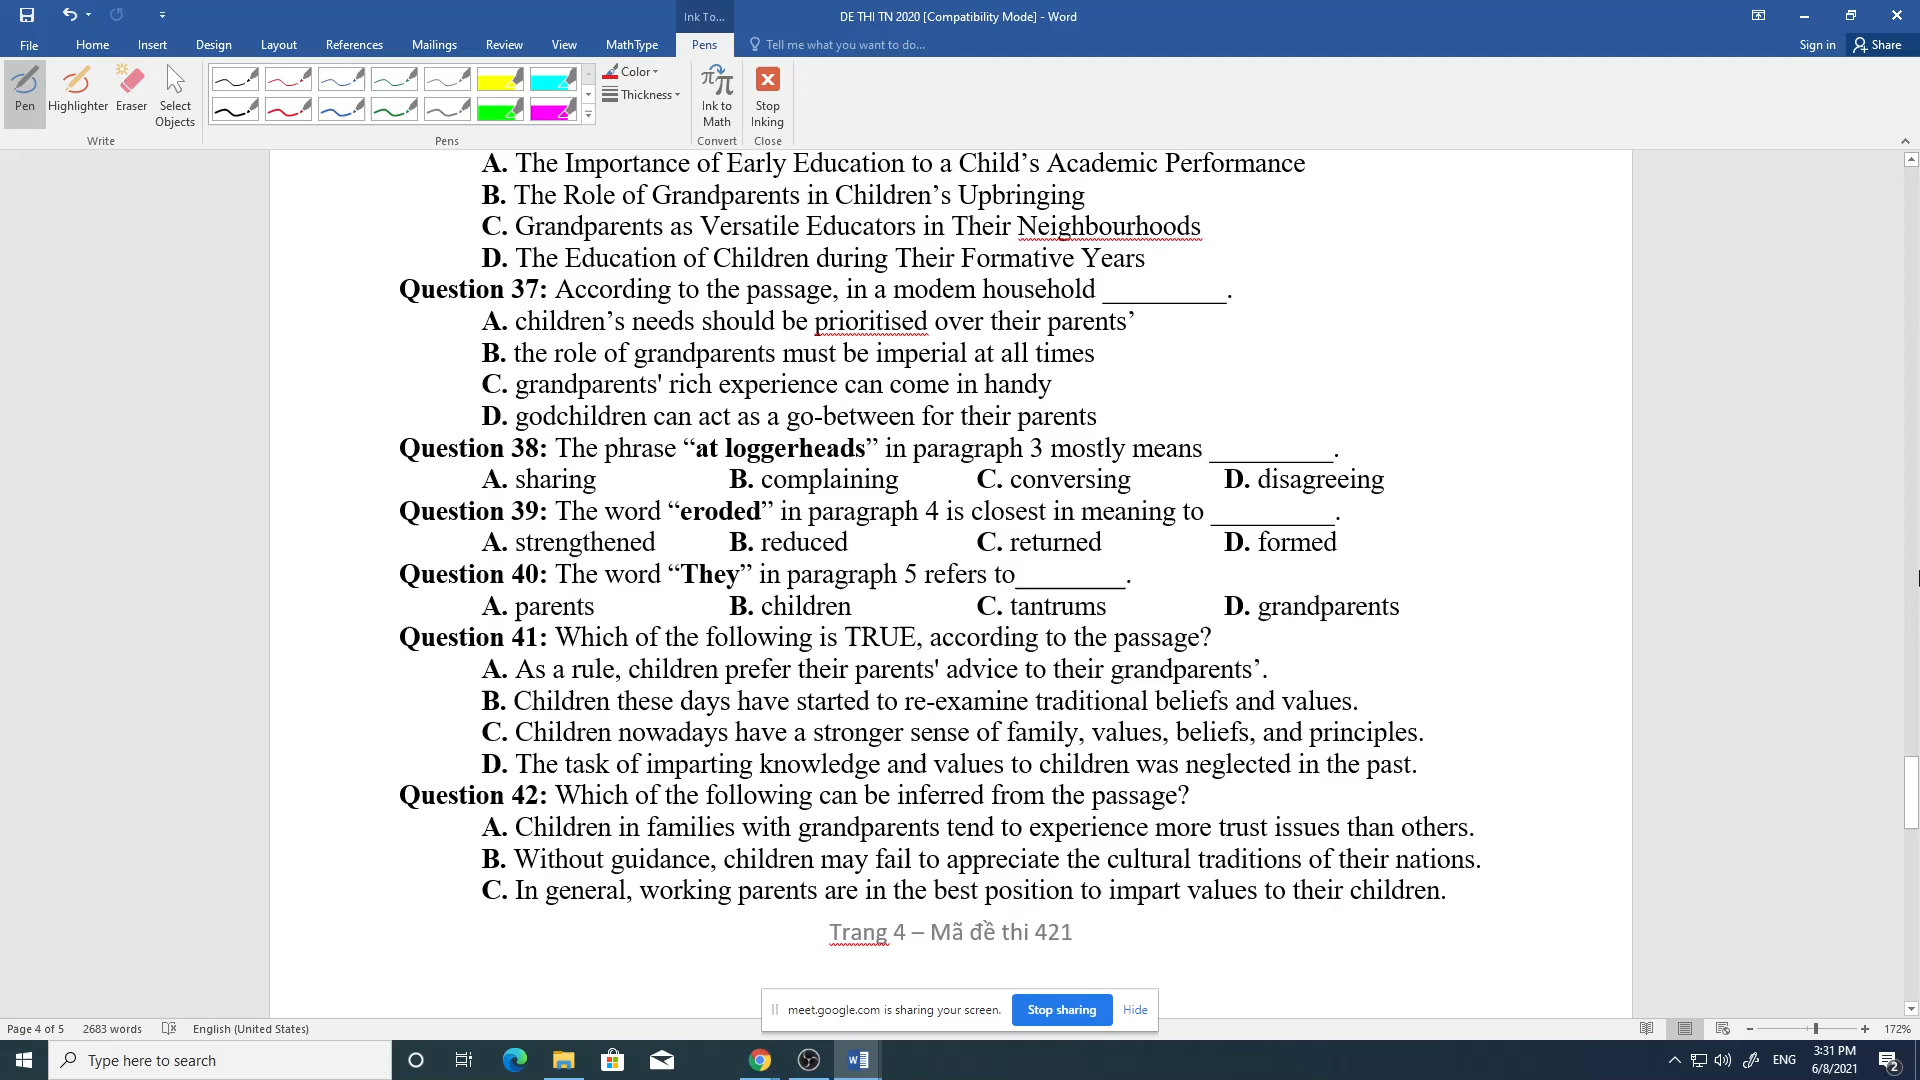 Ink To...
DE THI TN 2020 [Compatibility Mode] - Word
File Home Insert Design Layout References Mailings Review View MathType Pens Tell me what you want to do... Sign in Share
Pen Highlighter Eraser Select Objects
Color
Thickness
Ink to Math
Stop Inking
Write Pens Convert Close
A. The Importance of Early Education to a Child’s Academic Performance
B. The Role of Grandparents in Children’s Upbringing
C. Grandparents as Versatile Educators in Their Neighbourhoods
D. The Education of Children during Their Formative Years
Question 37: According to the passage, in a modem household _________.
A. children’s needs should be prioritised over their parents’
B. the role of grandparents must be imperial at all times
C. grandparents' rich experience can come in handy
D. godchildren can act as a go-between for their parents
Question 38: The phrase “at loggerheads” in paragraph 3 mostly means _________.
A. sharing B. complaining C. conversing D. disagreeing
Question 39: The word “eroded” in paragraph 4 is closest in meaning to _________.
A. strengthened B. reduced C. returned D. formed
Question 40: The word “They” in paragraph 5 refers to________.
A. parents B. children C. tantrums D. grandparents
Question 41: Which of the following is TRUE, according to the passage?
A. As a rule, children prefer their parents' advice to their grandparents’.
B. Children these days have started to re-examine traditional beliefs and values.
C. Children nowadays have a stronger sense of family, values, beliefs, and principles.
D. The task of imparting knowledge and values to children was neglected in the past.
Question 42: Which of the following can be inferred from the passage?
A. Children in families with grandparents tend to experience more trust issues than others.
B. Without guidance, children may fail to appreciate the cultural traditions of their nations.
C. In general, working parents are in the best position to impart values to their children.
Trang 4 – Mã đề thi 421
meet.google.com is sharing your screen. Stop sharing Hide
Page 4 of 5 2683 words English (United States) 172%
Type here to search
ENG
3:31 PM
6/8/2021
2